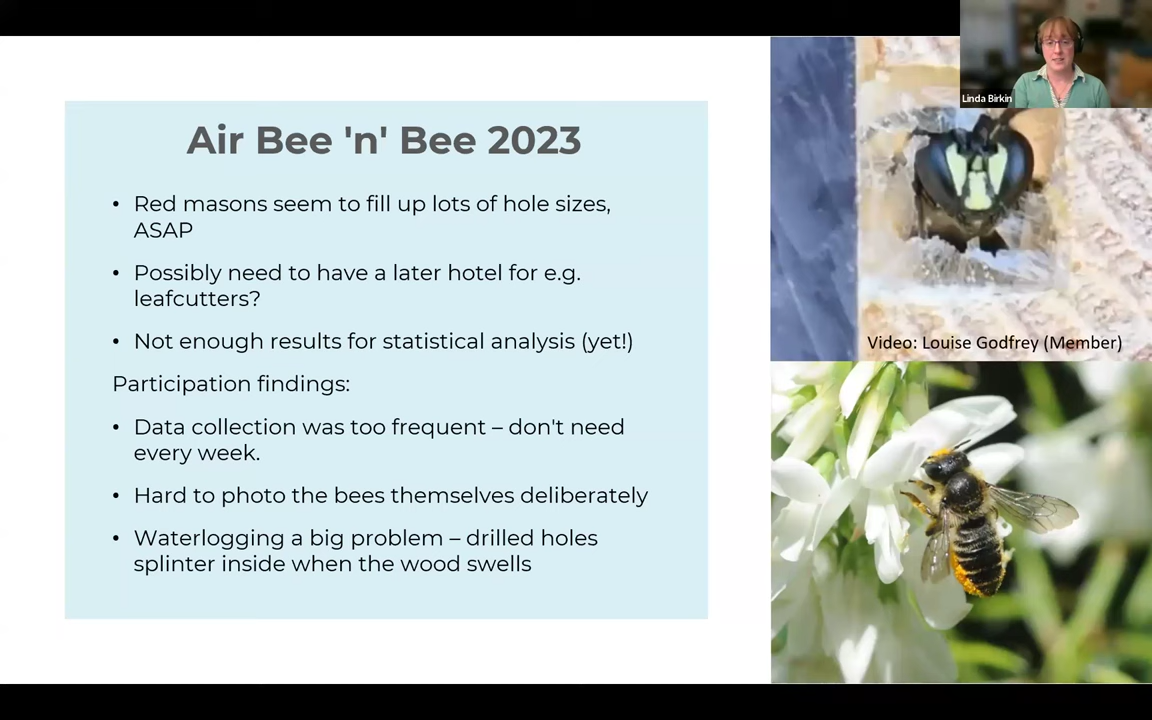 Air Bee 'n' Bee 2023
• Red masons seem to fill up lots of hole sizes,
ASAP
• Possibly need to have a later hotel for e.g.
leafcutters?
• Not enough results for statistical analysis (yet!)
Participation findings:
• Data collection was too frequent – don't need
every week.
• Hard to photo the bees themselves deliberately
• Waterlogging a big problem – drilled holes
splinter inside when the wood swells
Linda Birkin
Video: Louise Godfrey (Member)